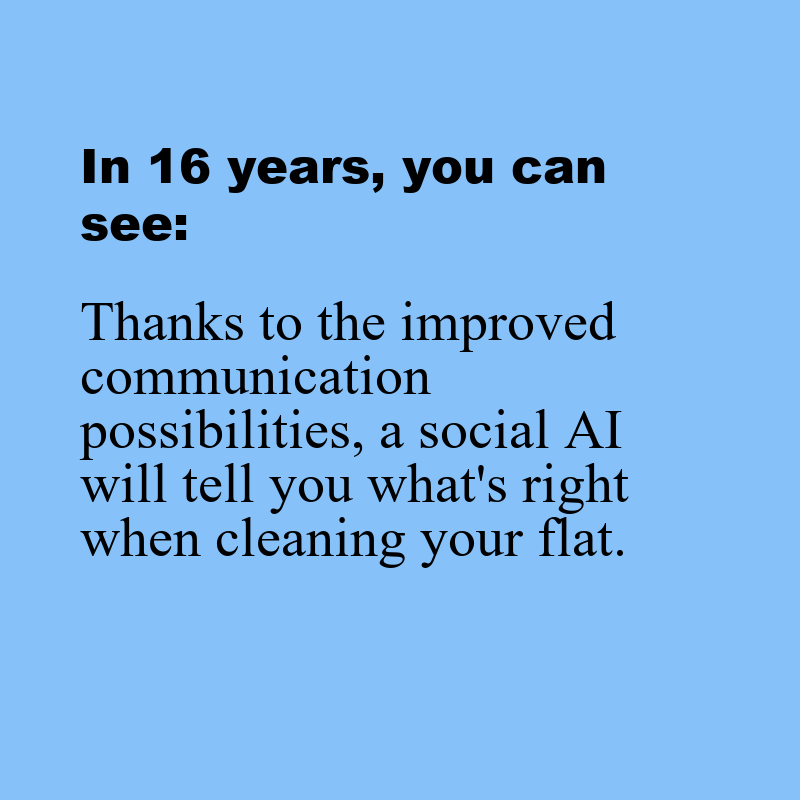 In 16 years, you can
see:
Thanks to the improved
communication
possibilities, a social AI
will tell you what's right
when cleaning your flat.